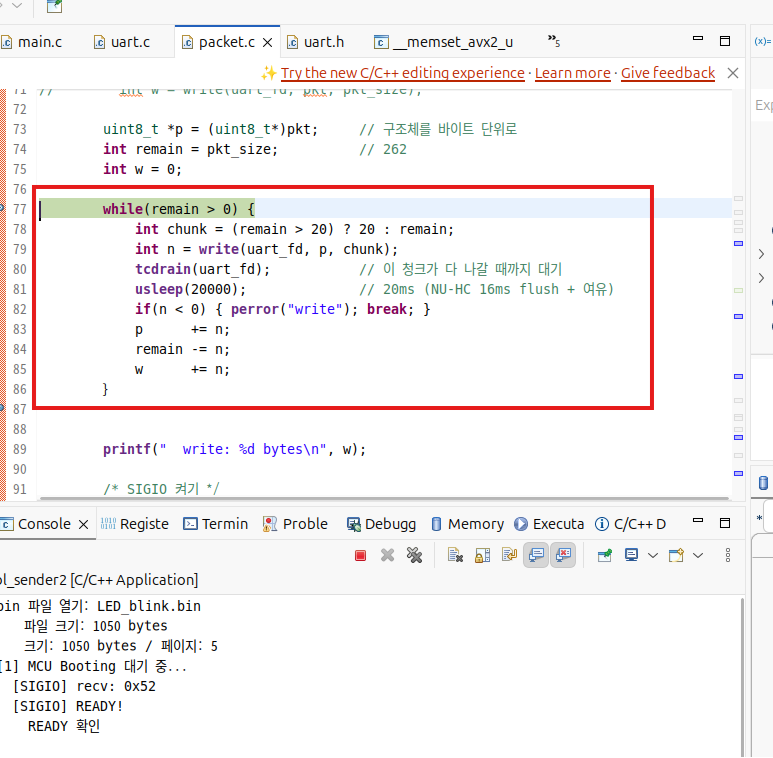 main.c uart.c packet.c uart.h __memset_avx2_u »5
(x)=
✨ Try the new C/C++ editing experience · Learn more · Give feedback
Exp
71 // int w = write(uart_fd, pkt, pkt_size);
72
73 uint8_t *p = (uint8_t*)pkt; // 구조체를 바이트 단위로
74 int remain = pkt_size; // 262
75 int w = 0;
76
77 while(remain > 0) {
78 int chunk = (remain > 20) ? 20 : remain;
79 int n = write(uart_fd, p, chunk);
80 tcdrain(uart_fd); // 이 청크가 다 나갈 때까지 대기
81 usleep(20000); // 20ms (NU-HC 16ms flush + 여유)
82 if(n < 0) { perror("write"); break; }
83 p += n;
84 remain -= n;
85 w += n;
86 }
87
88
89 printf("  write: %d bytes\n", w);
90
91 /* SIGIO 켜기 */
Console Registe Termin Proble Debugg Memory Executa C/C++ D
ol_sender2 [C/C++ Application]
bin 파일 열기: LED_blink.bin
파일 크기: 1050 bytes
크기: 1050 bytes / 페이지: 5
[1] MCU Booting 대기 중...
[SIGIO] recv: 0x52
[SIGIO] READY!
READY 확인